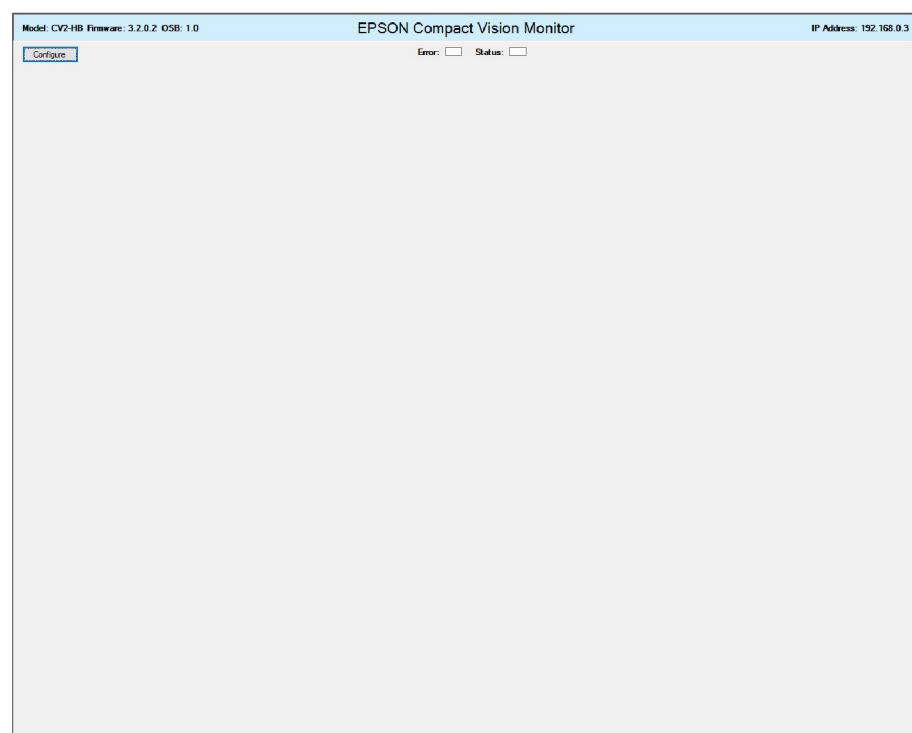 Model: CV2-HB Firmware: 3.2.0.2 OSB: 1.0 EPSON Compact Vision Monitor IP Address: 192.168.0.3
Configure Error: Status: